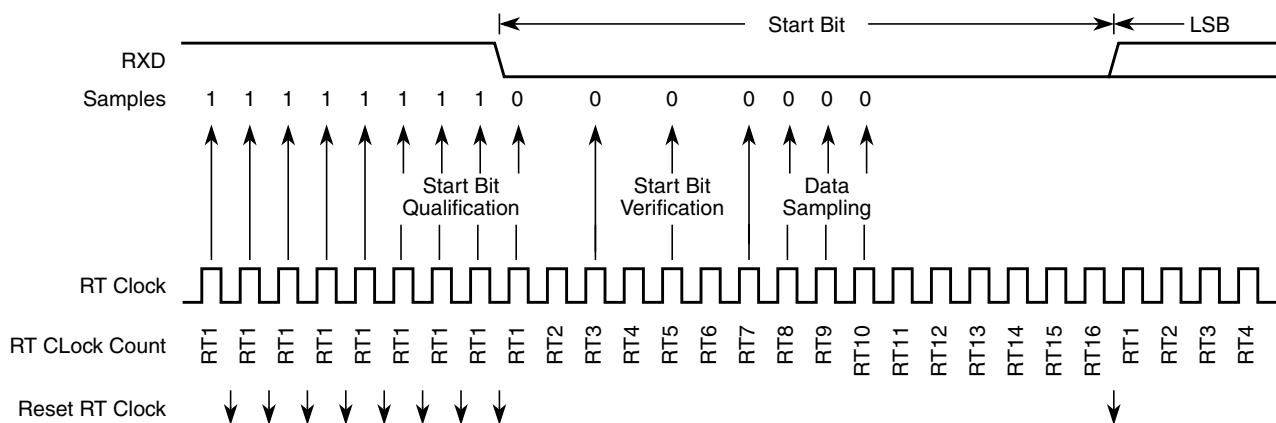 Start Bit LSB
RXD
Samples 1 1 1 1 1 1 1 1 0 0 0 0 0 0 0
Start Bit Qualification
Start Bit Verification
Data Sampling
RT Clock
RT CLock Count RT1 RT1 RT1 RT1 RT1 RT1 RT1 RT1 RT1 RT2 RT3 RT4 RT5 RT6 RT7 RT8 RT9 RT10 RT11 RT12 RT13 RT14 RT15 RT16 RT1 RT2 RT3 RT4
Reset RT Clock